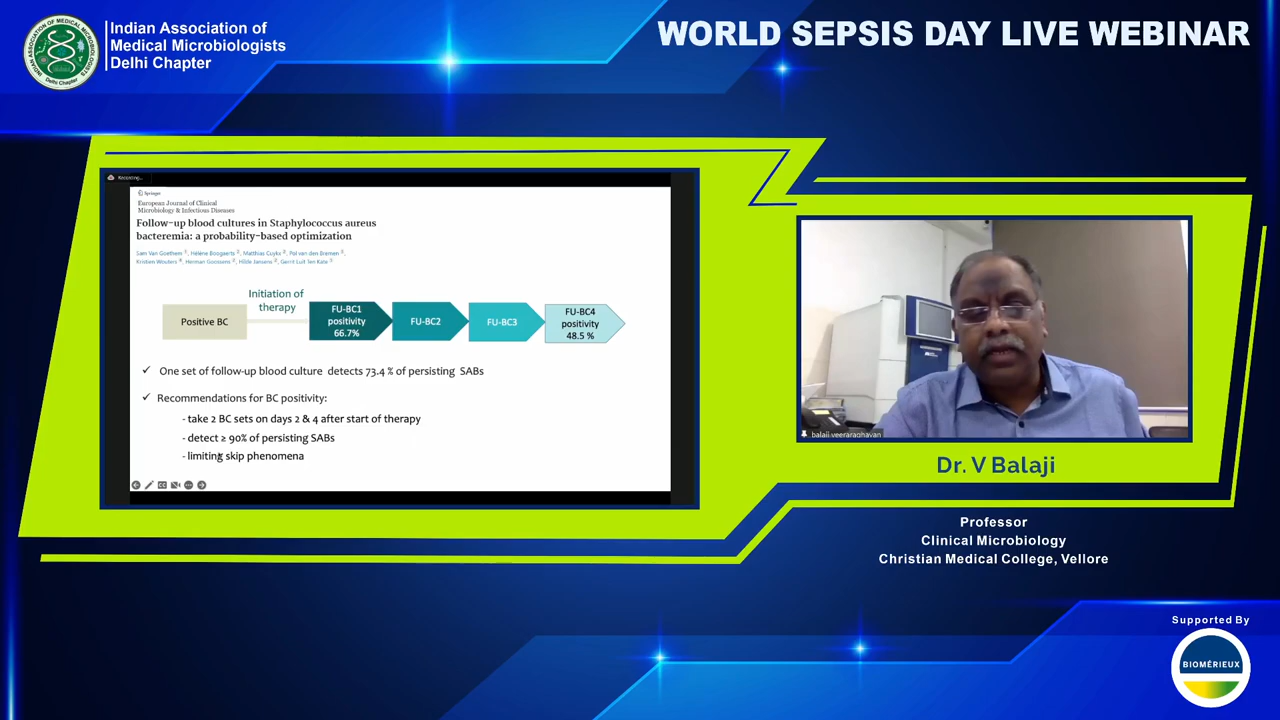 Indian Association of
Medical Microbiologists
Delhi Chapter
WORLD SEPSIS DAY LIVE WEBINAR
Recording...
Springer
European Journal of Clinical
Microbiology & Infectious Diseases
Follow-up blood cultures in Staphylococcus aureus
bacteremia: a probability-based optimization
Initiation of
therapy
Positive BC
FU-BC1
positivity
66.7%
FU-BC2
FU-BC3
FU-BC4
positivity
48.5 %
✓ One set of follow-up blood culture detects 73.4 % of persisting SABs
✓ Recommendations for BC positivity:
- take 2 BC sets on days 2 & 4 after start of therapy
- detect ≥ 90% of persisting SABs
- limiting skip phenomena
balaji veeraraghavan
Dr. V Balaji
Professor
Clinical Microbiology
Christian Medical College, Vellore
Supported By
BIOMÉRIEUX